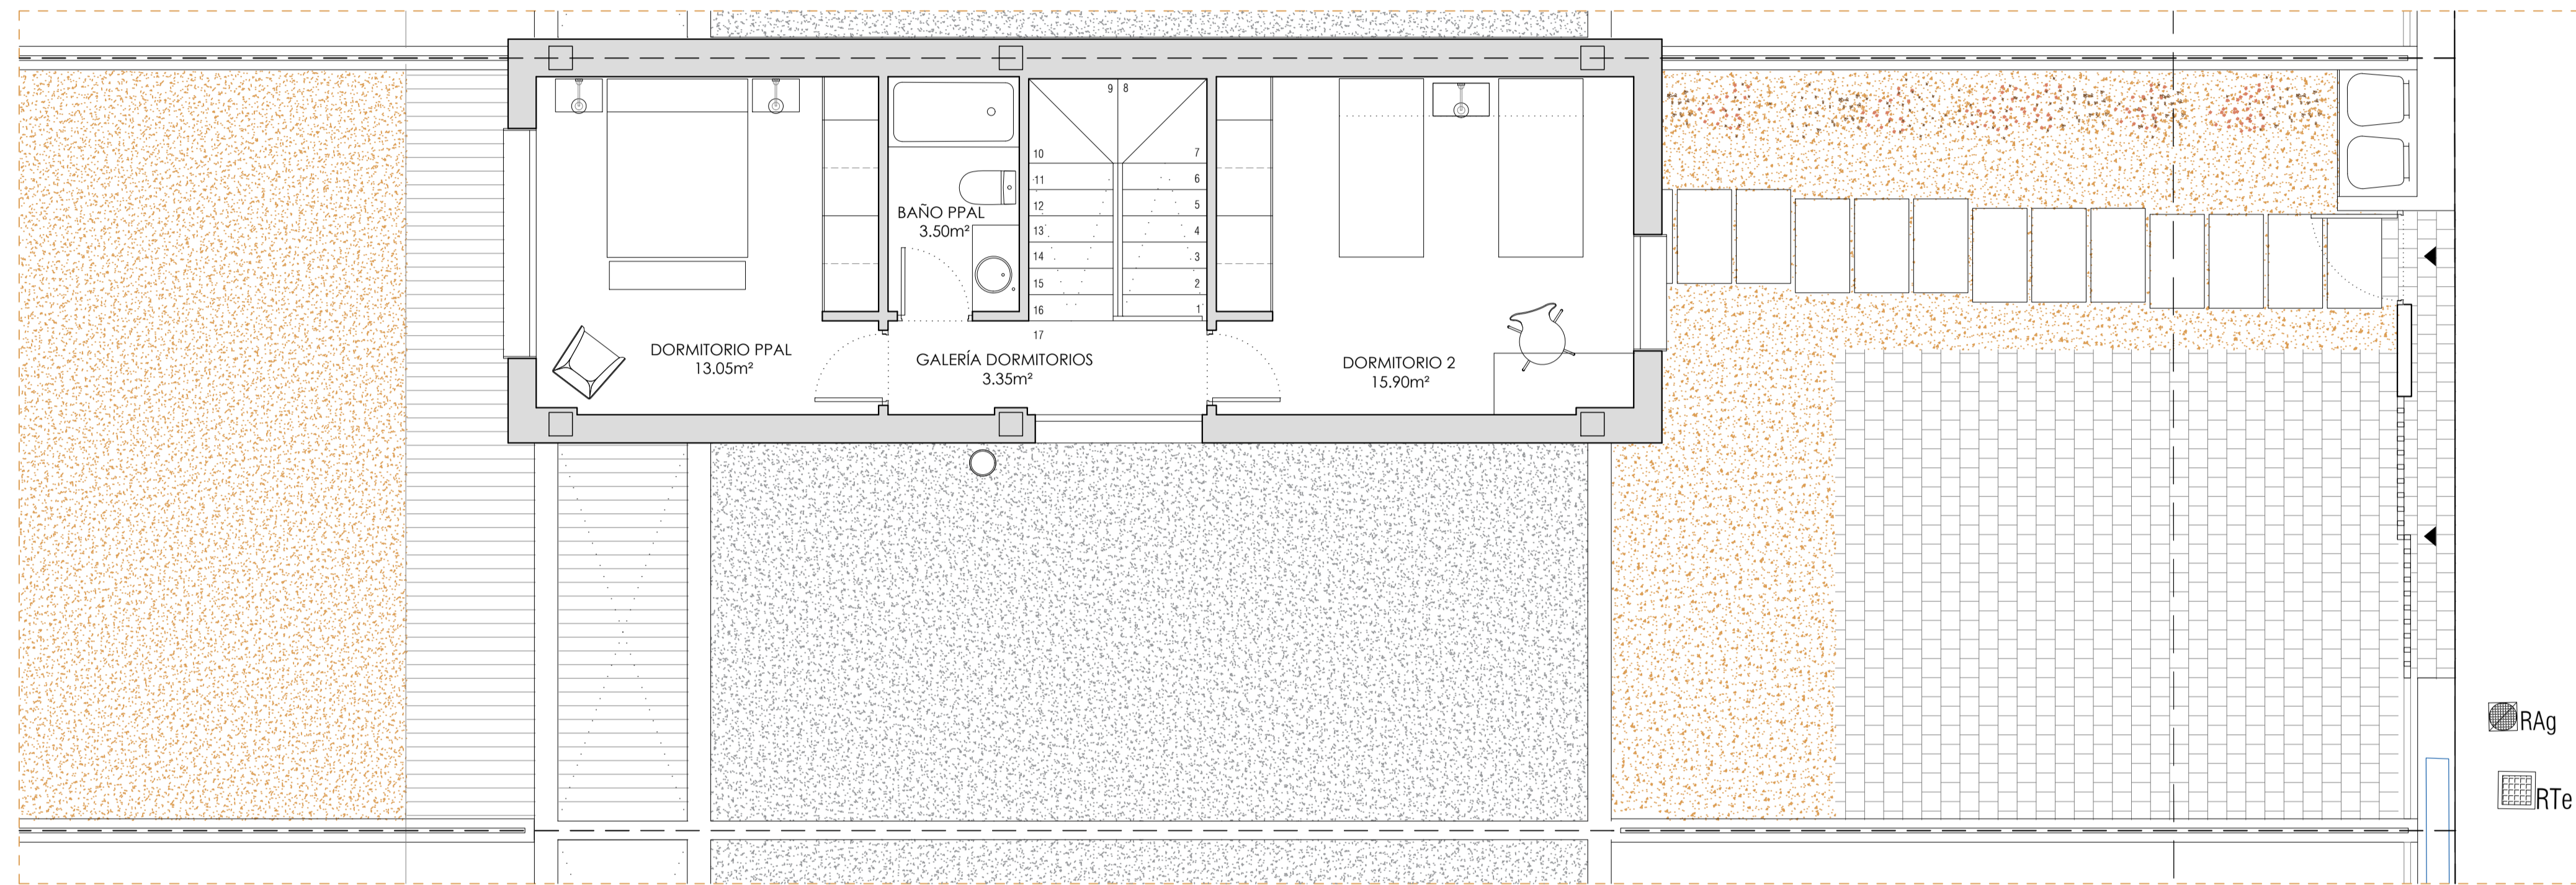 9 8
10 7
11 6
12 5
13 4
14 3
15 2
16 1
17
BAÑO PPAL
3.50m²
DORMITORIO PPAL
13.05m²
GALERÍA DORMITORIOS
3.35m²
DORMITORIO 2
15.90m²
RAg
RTe